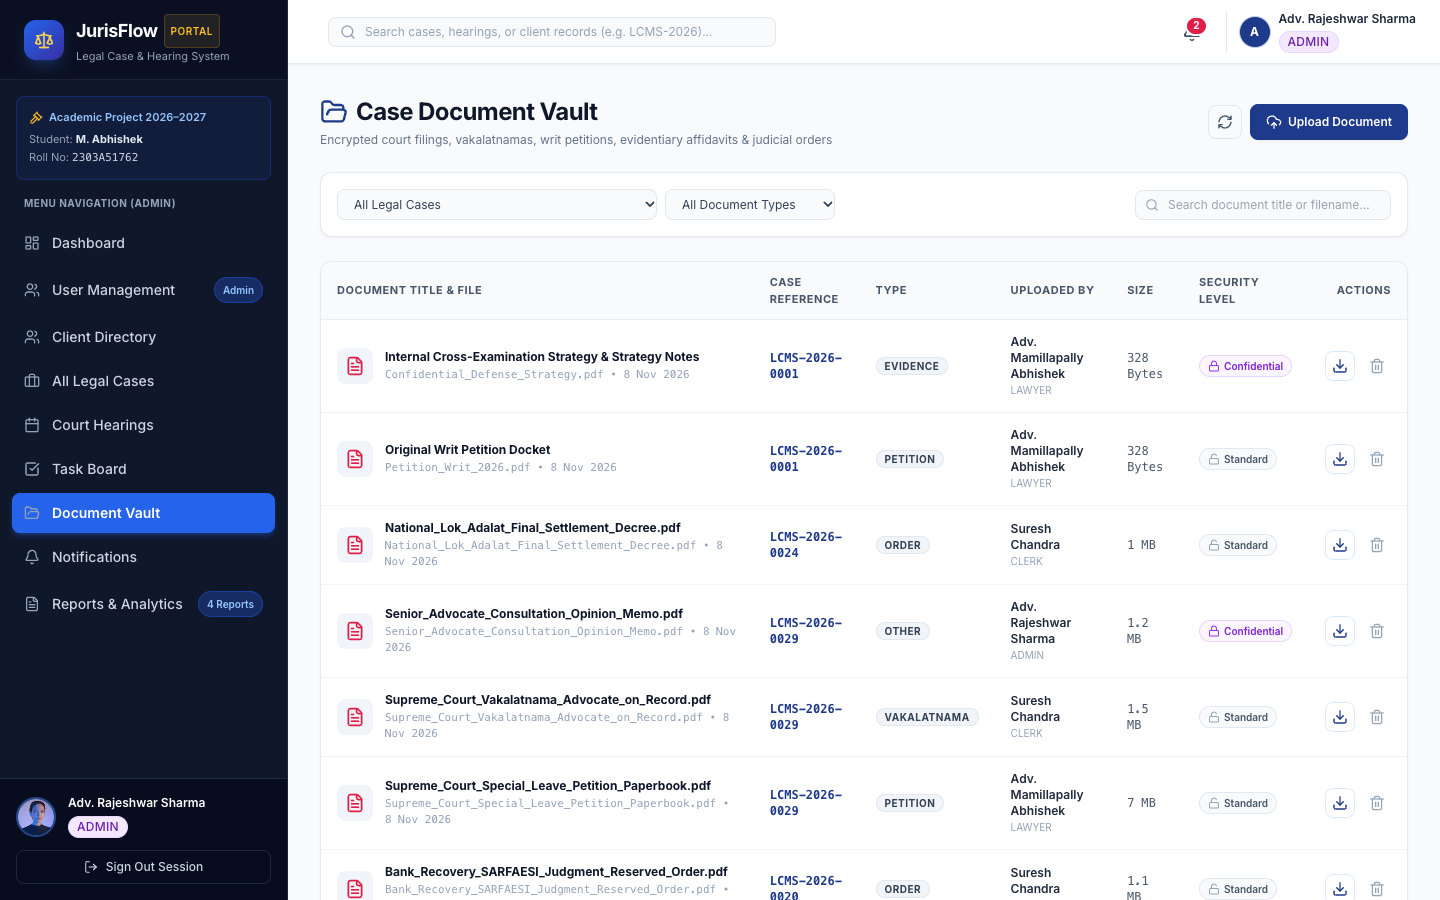 JurisFlow PORTAL
Legal Case & Hearing System
Academic Project 2026–2027
Student: M. Abhishek
Roll No: 2303A51762
MENU NAVIGATION (ADMIN)
Dashboard
User Management Admin
Client Directory
All Legal Cases
Court Hearings
Task Board
Document Vault
Notifications
Reports & Analytics 4 Reports
Adv. Rajeshwar Sharma
ADMIN
Sign Out Session
Search cases, hearings, or client records (e.g. LCMS-2026)...
2
A
Adv. Rajeshwar Sharma
ADMIN
Case Document Vault
Encrypted court filings, vakalatnamas, writ petitions, evidentiary affidavits & judicial orders
Upload Document
All Legal Cases
All Document Types
Search document title or filename...
DOCUMENT TITLE & FILE
CASE
REFERENCE
TYPE
UPLOADED BY
SIZE
SECURITY
LEVEL
ACTIONS
Internal Cross-Examination Strategy & Strategy Notes
Confidential_Defense_Strategy.pdf • 8 Nov 2026
LCMS-2026-
0001
EVIDENCE
Adv.
Mamillapally
Abhishek
LAWYER
328
Bytes
Confidential
Original Writ Petition Docket
Petition_Writ_2026.pdf • 8 Nov 2026
LCMS-2026-
0001
PETITION
Adv.
Mamillapally
Abhishek
LAWYER
328
Bytes
Standard
National_Lok_Adalat_Final_Settlement_Decree.pdf
National_Lok_Adalat_Final_Settlement_Decree.pdf • 8
Nov 2026
LCMS-2026-
0024
ORDER
Suresh
Chandra
CLERK
1 MB
Standard
Senior_Advocate_Consultation_Opinion_Memo.pdf
Senior_Advocate_Consultation_Opinion_Memo.pdf • 8 Nov
2026
LCMS-2026-
0029
OTHER
Adv.
Rajeshwar
Sharma
ADMIN
1.2
MB
Confidential
Supreme_Court_Vakalatnama_Advocate_on_Record.pdf
Supreme_Court_Vakalatnama_Advocate_on_Record.pdf • 8
Nov 2026
LCMS-2026-
0029
VAKALATNAMA
Suresh
Chandra
CLERK
1.5
MB
Standard
Supreme_Court_Special_Leave_Petition_Paperbook.pdf
Supreme_Court_Special_Leave_Petition_Paperbook.pdf •
8 Nov 2026
LCMS-2026-
0029
PETITION
Adv.
Mamillapally
Abhishek
LAWYER
7 MB
Standard
Bank_Recovery_SARFAESI_Judgment_Reserved_Order.pdf
Bank_Recovery_SARFAESI_Judgment_Reserved_Order.pdf •
LCMS-2026-
0020
ORDER
Suresh
Chandra
1.1
MB
Standard